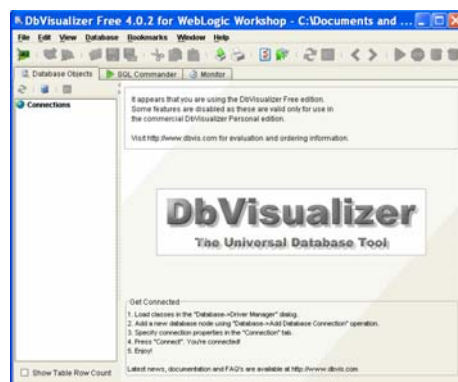 DbVisualizer Free 4.0.2 for WebLogic Workshop - C:\Documents and ...
File Edit View Database Bookmarks Window Help
Database Objects SQL Commander Monitor
Connections
It appears that you are using the DbVisualizer Free edition.
Some features are disabled as these are valid only for use in
the commercial DbVisualizer Personal edition.
Visit http://www.dbvis.com for evaluation and ordering information.
DbVisualizer
The Universal Database Tool
Get Connected
1. Load classes in the "Database->Driver Manager" dialog.
2. Add a new database node using "Database->Add Database Connection" operation.
3. Specify connection properties in the "Connection" tab.
4. Press "Connect". You're connected!
5. Enjoy!
Latest news, documentation and FAQ's are available at http://www.dbvis.com
Show Table Row Count